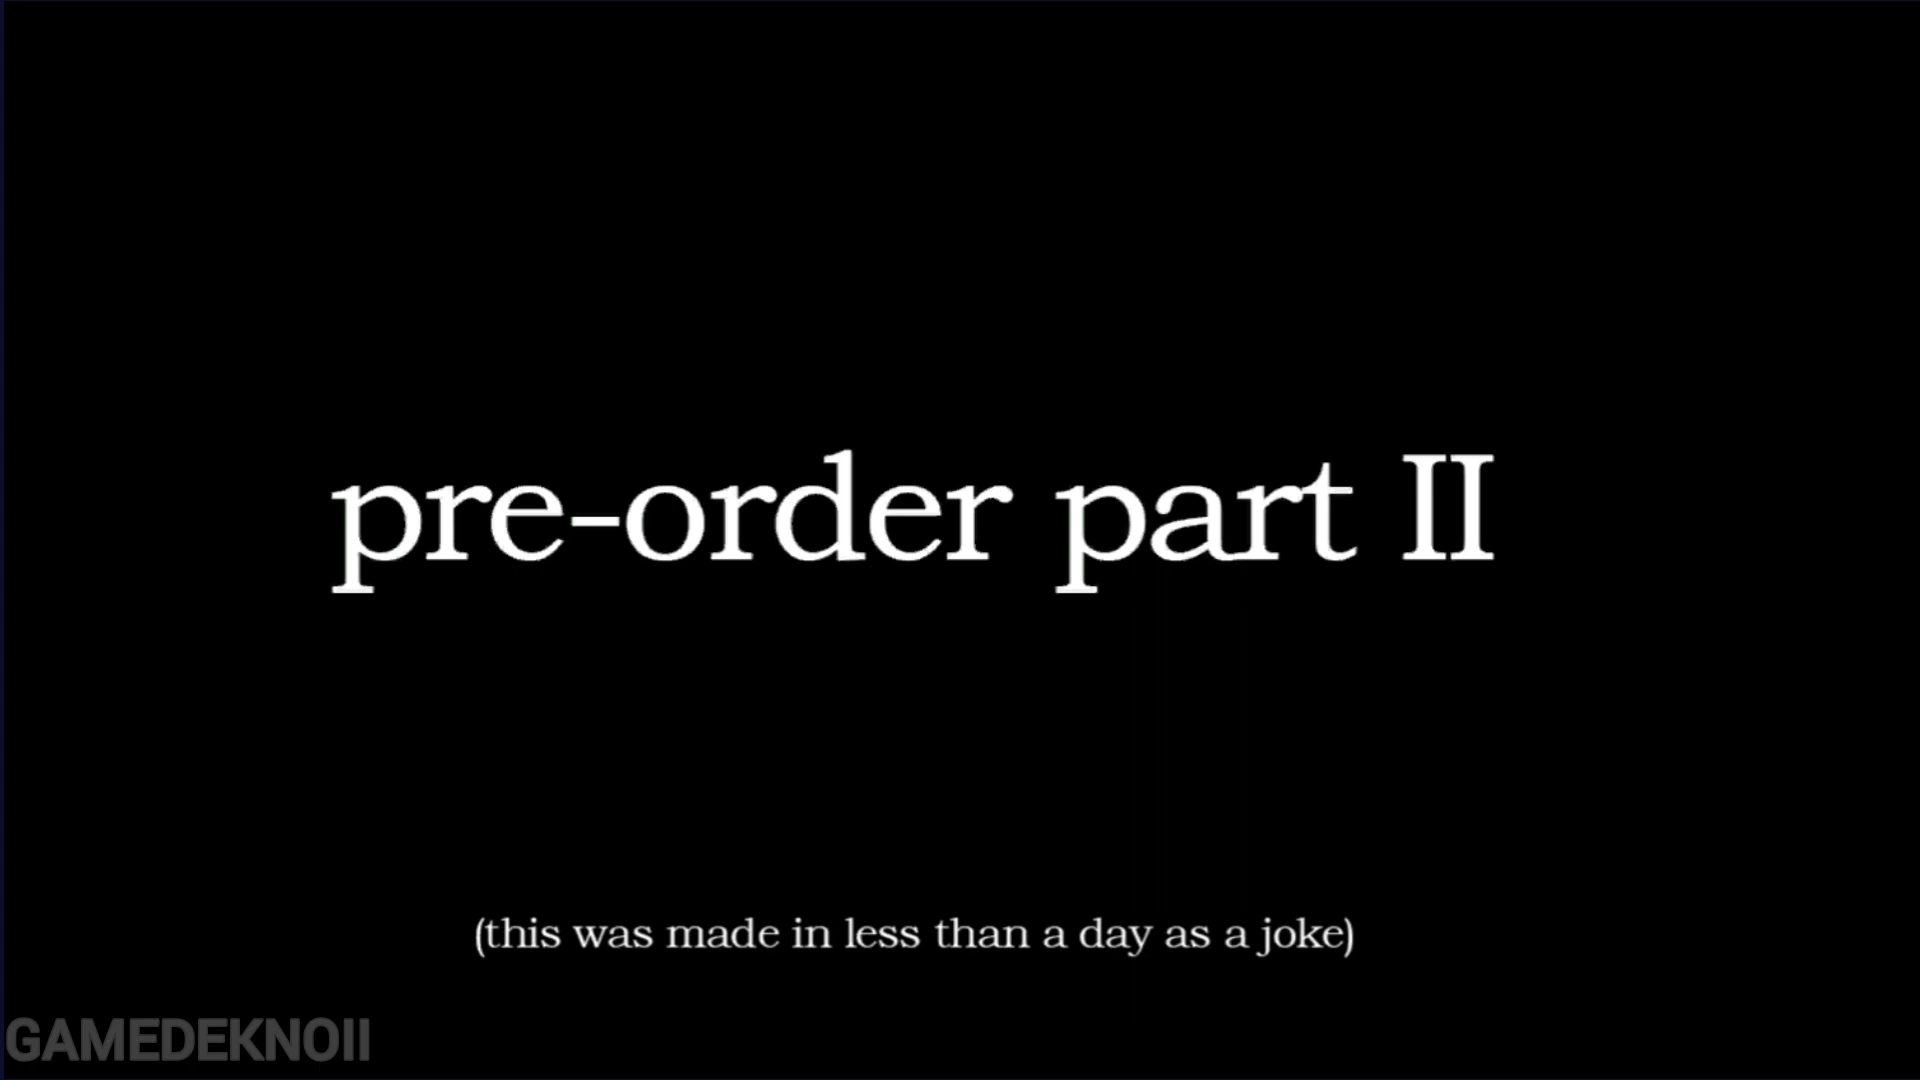 pre-order part II
(this was made in less than a day as a joke)
GAMEDEKNOII